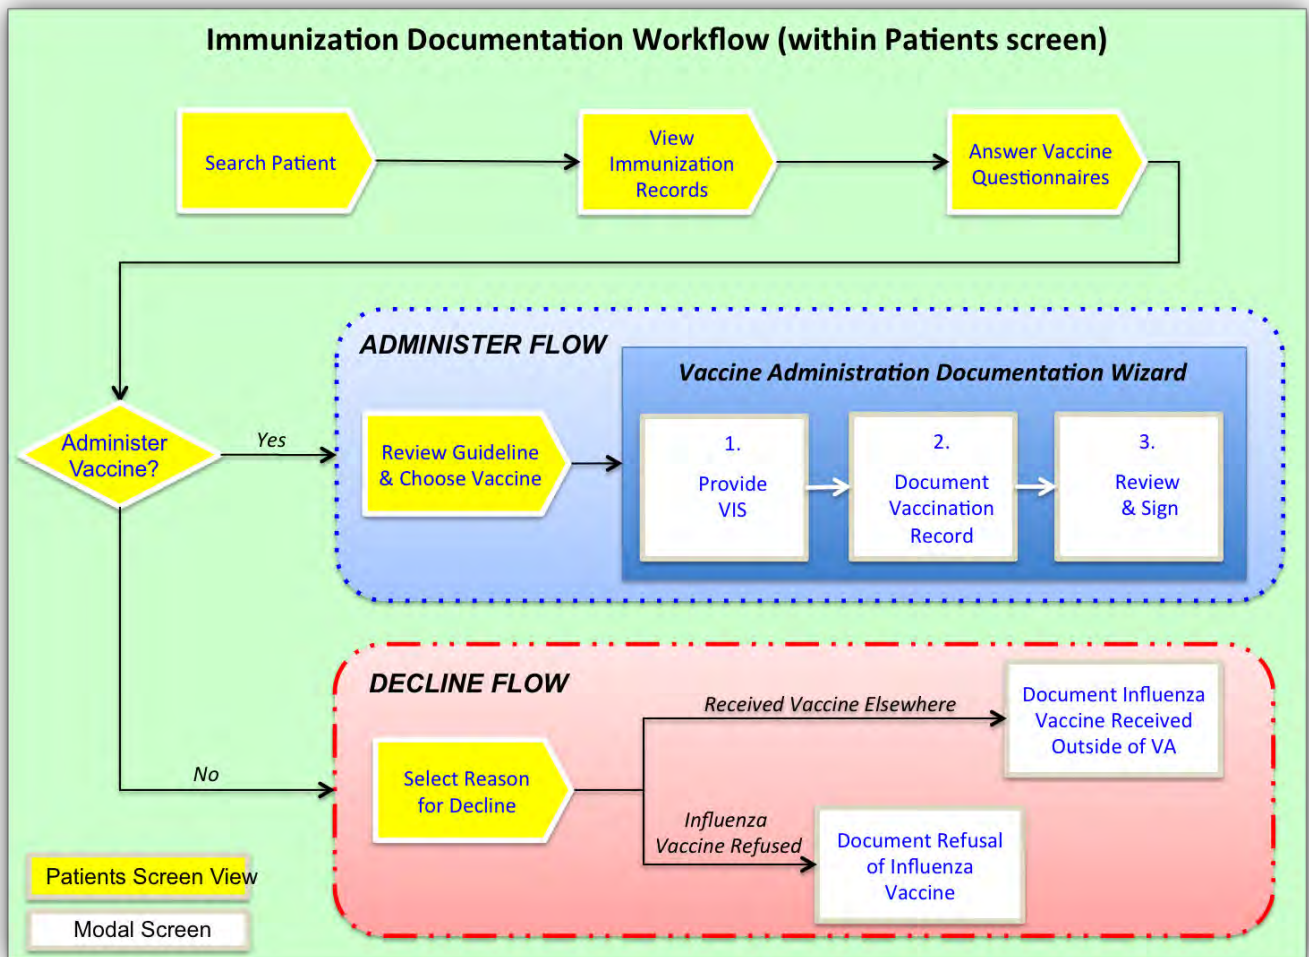 Immunization Documentation Workflow (within Patients screen)
Search Patient
View
Immunization
Records
Answer Vaccine
Questionnaires
Administer
Vaccine?
Yes
ADMINISTER FLOW
Review Guideline
& Choose Vaccine
Vaccine Administration Documentation Wizard
1.
Provide
VIS
2.
Document
Vaccination
Record
3.
Review
& Sign
No
DECLINE FLOW
Select Reason
for Decline
Received Vaccine Elsewhere
Document Influenza
Vaccine Received
Outside of VA
Influenza
Vaccine Refused
Document Refusal
of Influenza
Vaccine
Patients Screen View
Modal Screen